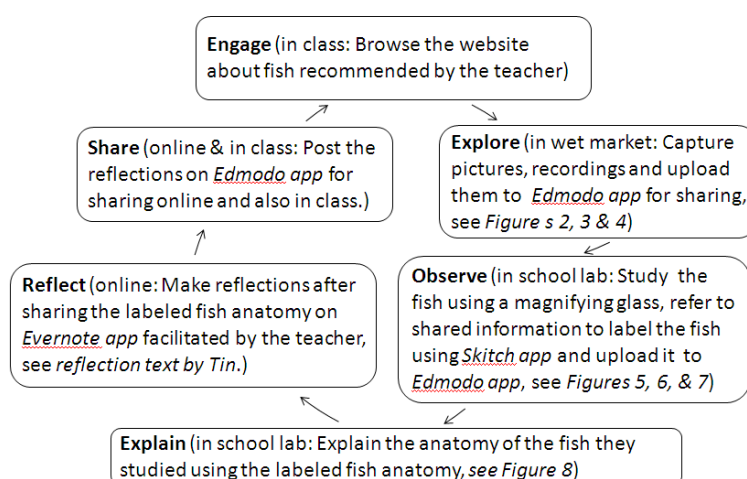 Engage (in class: Browse the website
about fish recommended by the teacher)
Explore (in wet market: Capture
pictures, recordings and upload
them to Edmodo app for sharing,
see Figure s 2, 3 & 4)
Observe (in school lab: Study the
fish using a magnifying glass, refer to
shared information to label the fish
using Skitch app and upload it to
Edmodo app, see Figures 5, 6, & 7)
Explain (in school lab: Explain the anatomy of the fish they
studied using the labeled fish anatomy, see Figure 8)
Reflect (online: Make reflections after
sharing the labeled fish anatomy on
Evernote app facilitated by the teacher,
see reflection text by Tin.)
Share (online & in class: Post the
reflections on Edmodo app for
sharing online and also in class.)